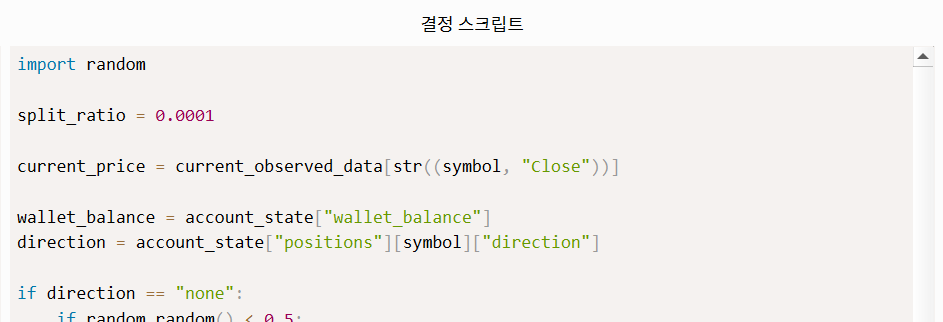 결정 스크립트
import random
split_ratio = 0.0001
current_price = current_observed_data[str((symbol, "Close"))]
wallet_balance = account_state["wallet_balance"]
direction = account_state["positions"][symbol]["direction"]
if direction == "none":
if random.random() < 0.5: